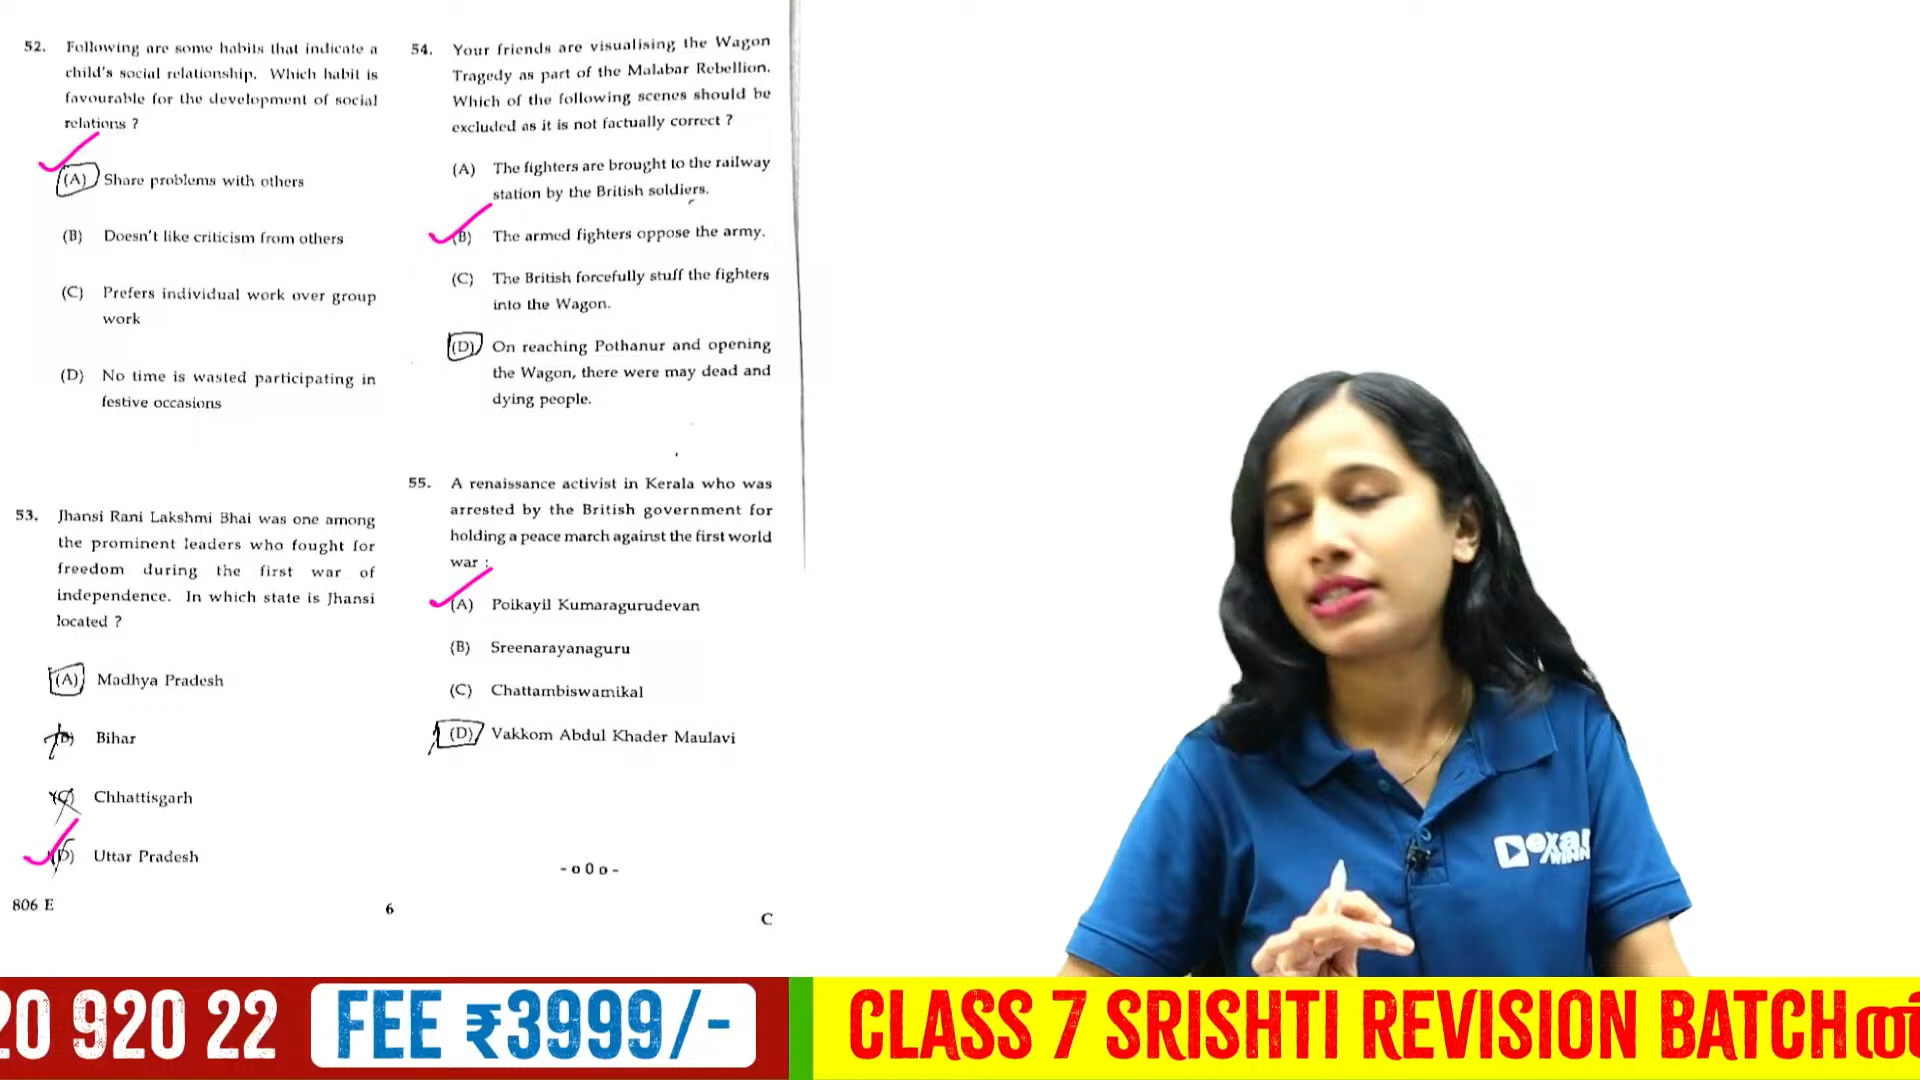 52. Following are some habits that indicate a
child's social relationship. Which habit is
favourable for the development of social
relations ?
(A) Share problems with others
(B) Doesn't like criticism from others
(C) Prefers individual work over group
work
(D) No time is wasted participating in
festive occasions
53. Jhansi Rani Lakshmi Bhai was one among
the prominent leaders who fought for
freedom during the first war of
independence. In which state is Jhansi
located ?
(A) Madhya Pradesh
(B) Bihar
(C) Chhattisgarh
(D) Uttar Pradesh
806 E
6
54. Your friends are visualising the Wagon
Tragedy as part of the Malabar Rebellion.
Which of the following scenes should be
excluded as it is not factually correct ?
(A) The fighters are brought to the railway
station by the British soldiers.
(B) The armed fighters oppose the army.
(C) The British forcefully stuff the fighters
into the Wagon.
(D) On reaching Pothanur and opening
the Wagon, there were may dead and
dying people.
55. A renaissance activist in Kerala who was
arrested by the British government for
holding a peace march against the first world
war :
(A) Poikayil Kumaragurudevan
(B) Sreenarayanaguru
(C) Chattambiswamikal
(D) Vakkom Abdul Khader Maulavi
- o 0 o -
C
20 920 22
FEE ₹3999/-
CLASS 7 SRISHTI REVISION BATCH